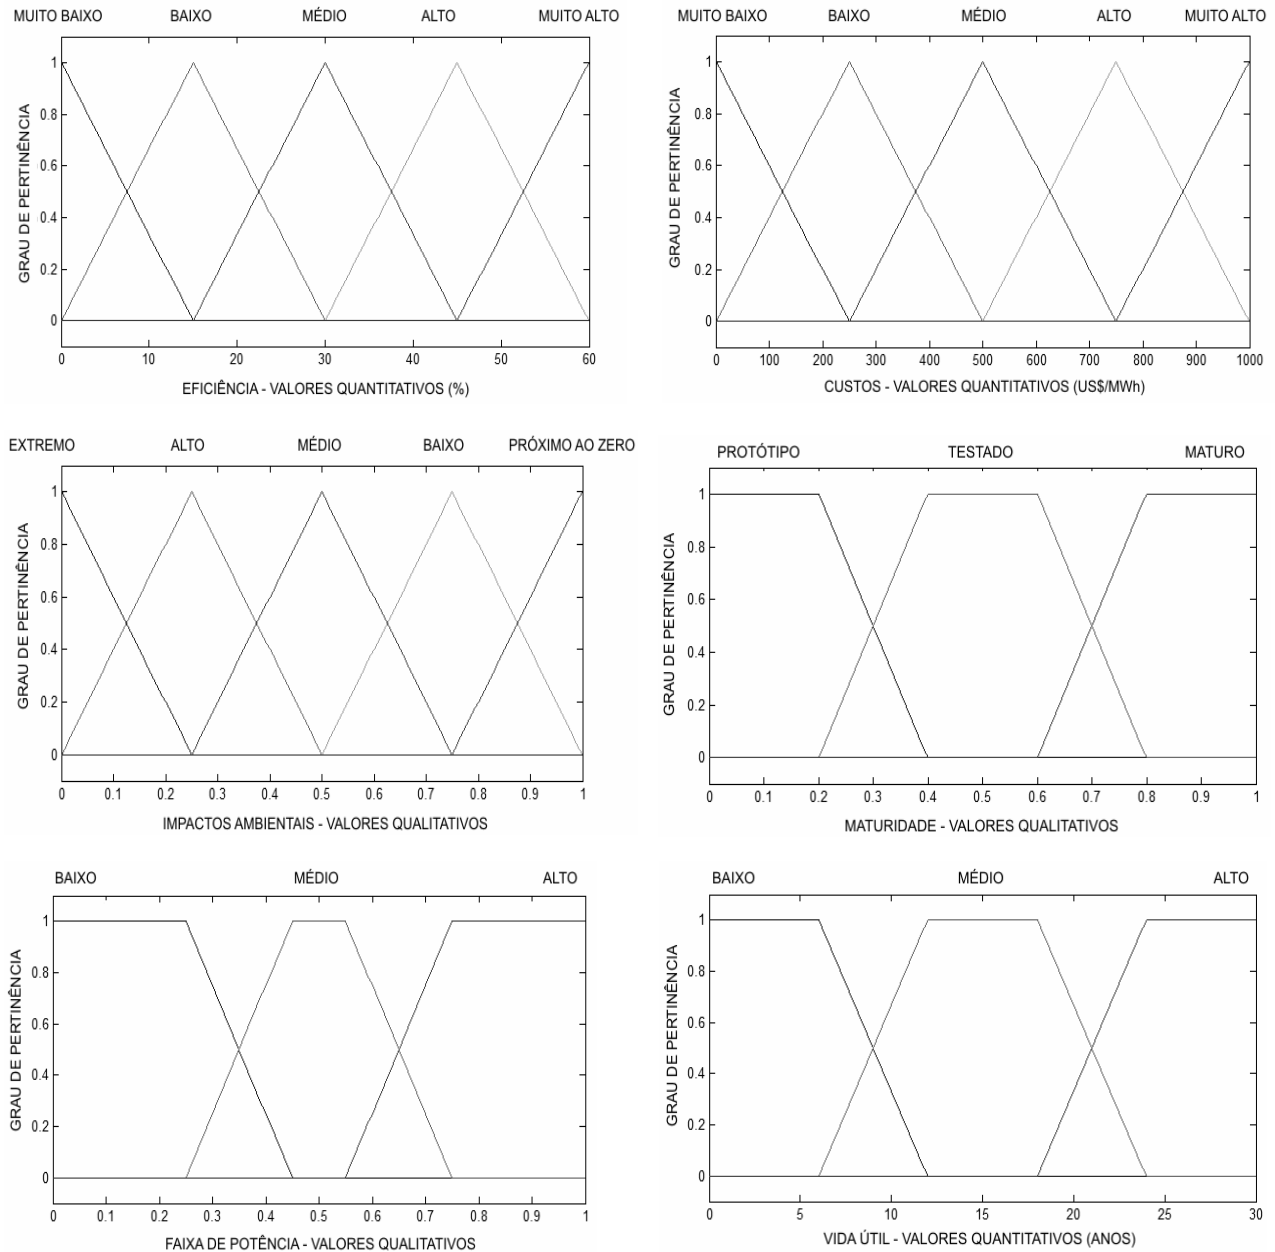 MUITO BAIXO BAIXO MÉDIO ALTO MUITO ALTO
1
0.8
0.6
0.4
0.2
0
GRAU DE PERTINÊNCIA
0 10 20 30 40 50 60
EFICIÊNCIA - VALORES QUANTITATIVOS (%)
MUITO BAIXO BAIXO MÉDIO ALTO MUITO ALTO
1
0.8
0.6
0.4
0.2
0
GRAU DE PERTINÊNCIA
0 100 200 300 400 500 600 700 800 900 1000
CUSTOS - VALORES QUANTITATIVOS (US$/MWh)
EXTREMO ALTO MÉDIO BAIXO PRÓXIMO AO ZERO
1
0.8
0.6
0.4
0.2
0
GRAU DE PERTINÊNCIA
0 0.1 0.2 0.3 0.4 0.5 0.6 0.7 0.8 0.9 1
IMPACTOS AMBIENTAIS - VALORES QUALITATIVOS
PROTÓTIPO TESTADO MATURO
1
0.8
0.6
0.4
0.2
0
GRAU DE PERTINÊNCIA
0 0.1 0.2 0.3 0.4 0.5 0.6 0.7 0.8 0.9 1
MATURIDADE - VALORES QUALITATIVOS
BAIXO MÉDIO ALTO
1
0.8
0.6
0.4
0.2
0
GRAU DE PERTINÊNCIA
0 0.1 0.2 0.3 0.4 0.5 0.6 0.7 0.8 0.9 1
FAIXA DE POTÊNCIA - VALORES QUALITATIVOS
BAIXO MÉDIO ALTO
1
0.8
0.6
0.4
0.2
0
GRAU DE PERTINÊNCIA
0 5 10 15 20 25 30
VIDA ÚTIL - VALORES QUANTITATIVOS (ANOS)